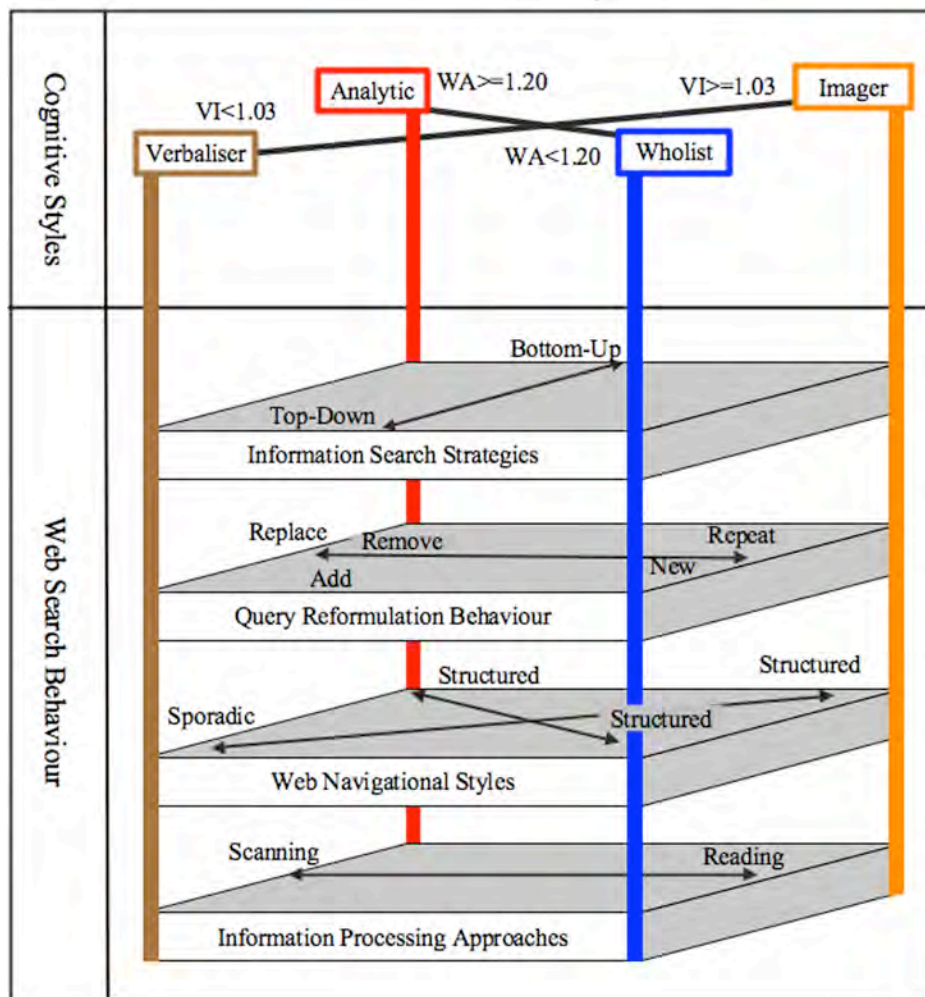 Cognitive Styles
WA>=1.20
VI>=1.03
Imager
Analytic
VI<1.03
Verbaliser
WA<1.20
Wholist
Web Search Behaviour
Bottom-Up
Top-Down
Information Search Strategies
Replace
Remove
Repeat
Add
New
Query Reformulation Behaviour
Structured
Structured
Sporadic
Structured
Web Navigational Styles
Scanning
Reading
Information Processing Approaches